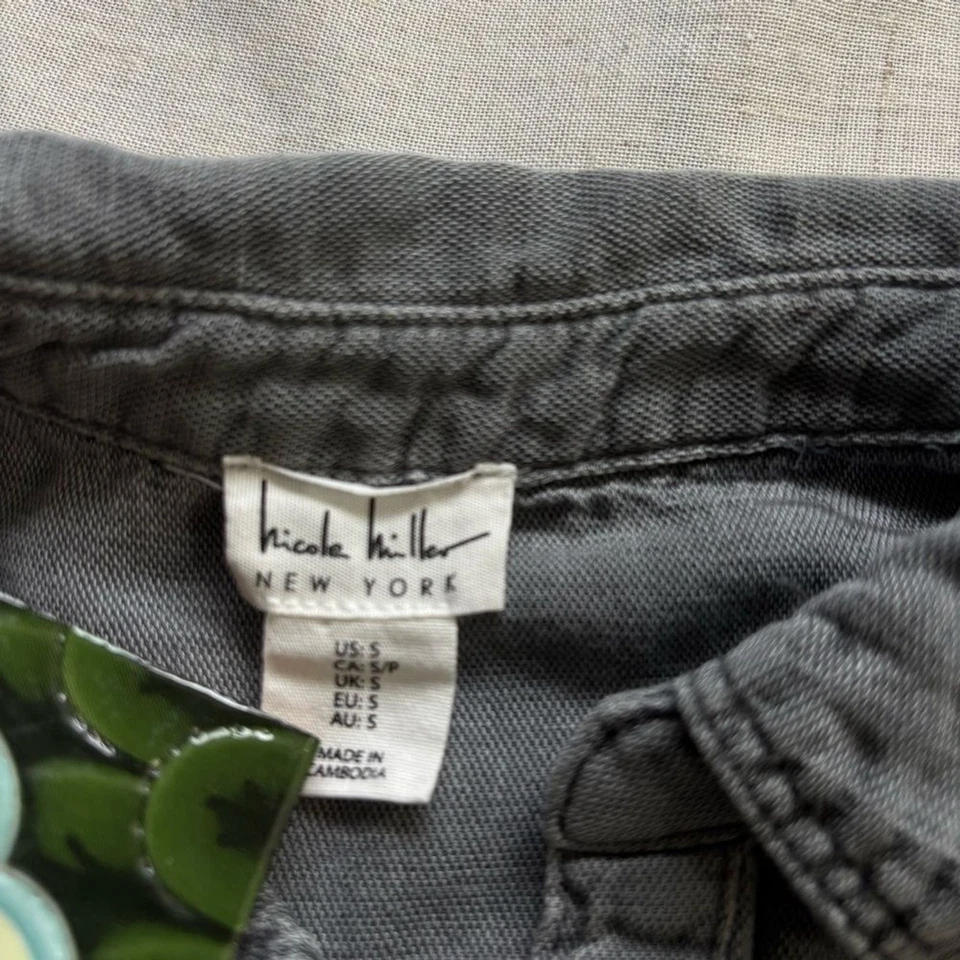 nicole miller
NEW YORK
US: S
CA: S/P
UK: S
EU: S
AU: S
MADE IN
CAMBODIA